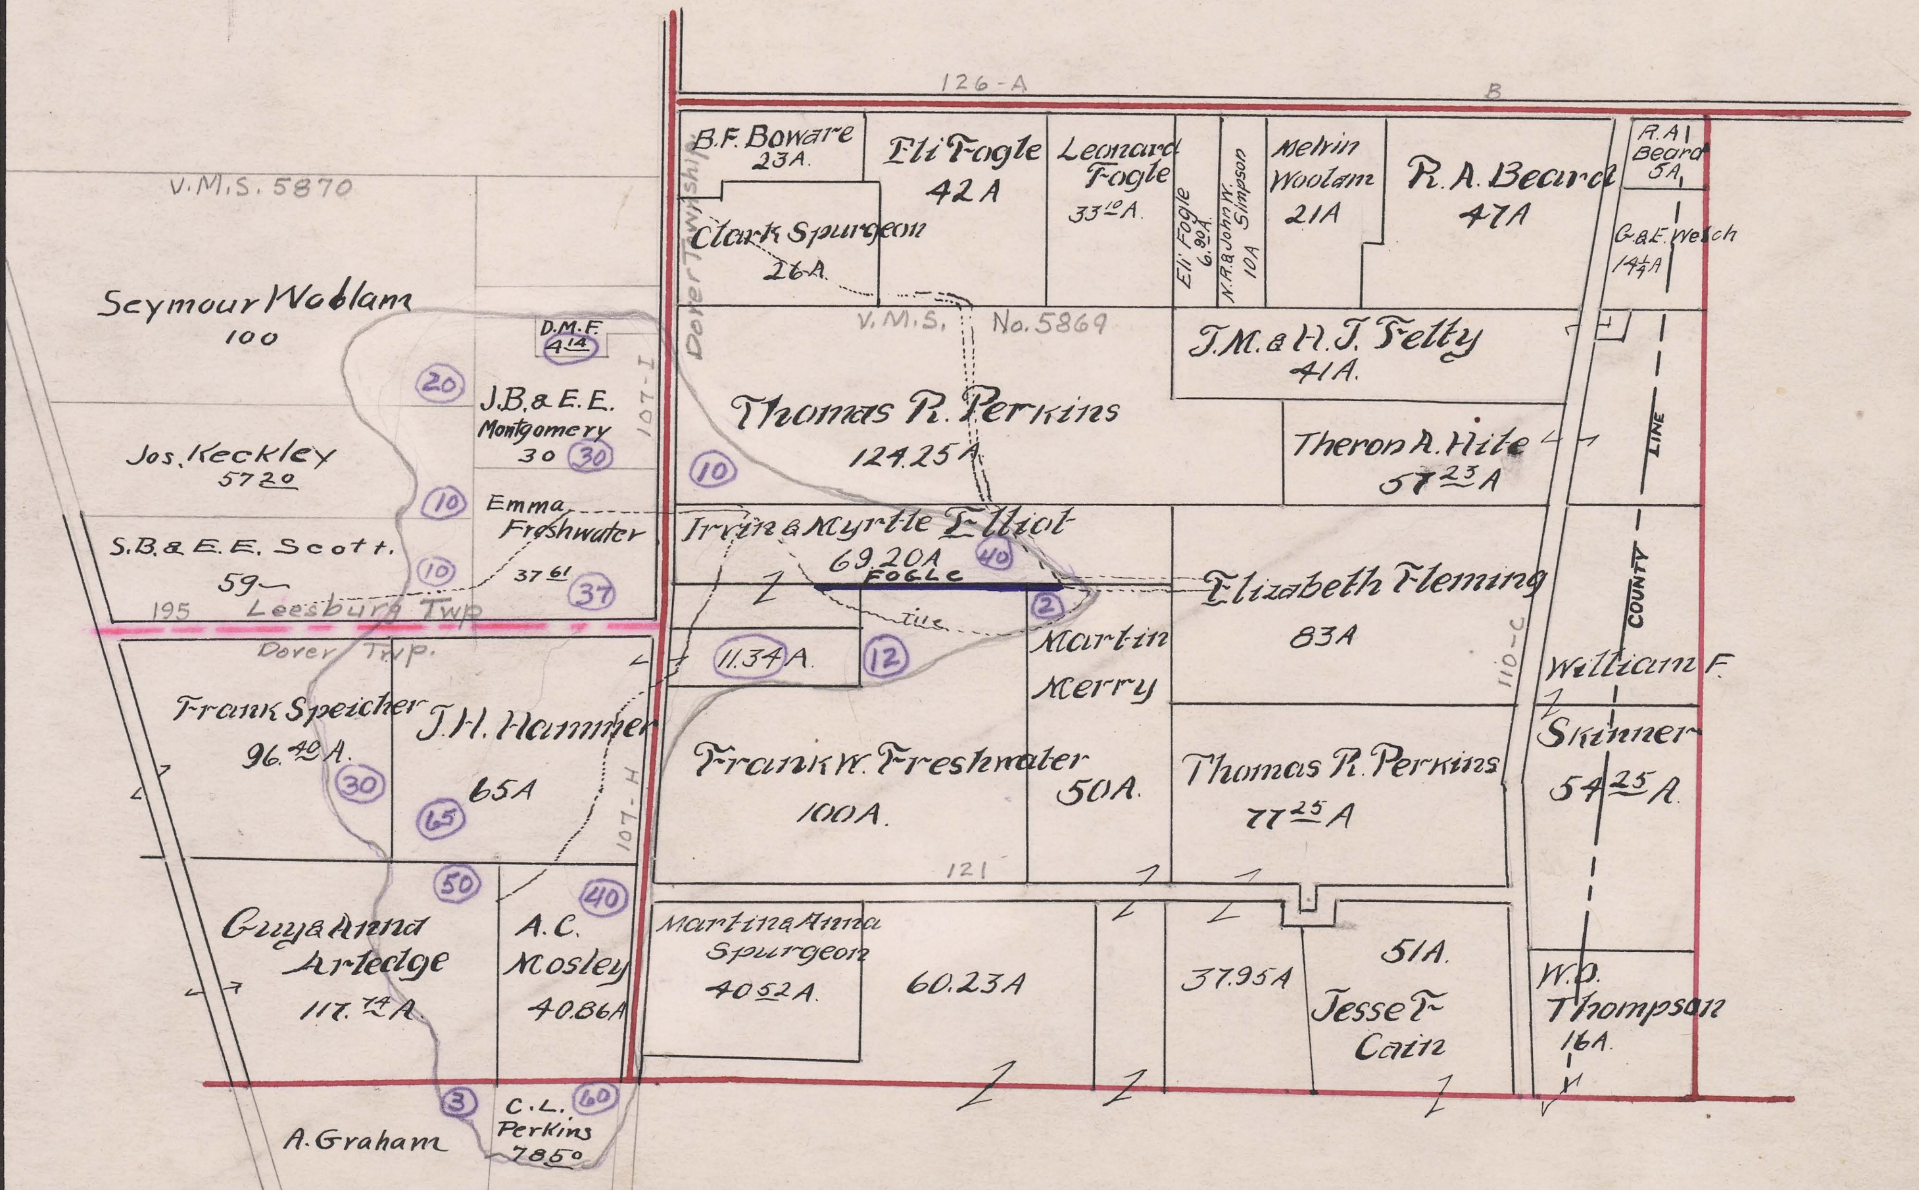 126-A
B
B.F. Boware
23A.
Eli Fogle
42A
Leonard
Fogle
33 10 A.
Eli Fogle
6.90A.
N.R.& John W. Simpson
10A
Melvin
Woolam
21A
R. A. Beard
47A
R.A.
Beard
5A
G.&E. Welch
14 1/4 A
V.M.S. 5870
Dover Township
Clark Spurgeon
26A
Seymour Woolam
100
D.M.F.
4 14
V.M.S. No. 5869
J.M. & H.J. Felty
41A.
20
J.B. & E.E.
Montgomery
30 30
107-I
Thomas R. Perkins
124.25A
10
Theron A. Hite
57 23 A
LINE
Jos. Keckley
57 20
10
Emma
Freshwater
37 61
37
Irvin & Myrtle Elliot
69.20A
40
FOGLE
S.B. & E.E. Scott.
59
10
Elizabeth Fleming
83A
COUNTY
195 Leesburg Twp
Dover Twp.
Tile
2
11.34A.
12
Martin
Merry
50A.
110-C
William F.
Skinner
54 25 A.
Frank Speicher
96. 40 A.
30
J.H. Hammer
65A
65
107-H
Frank W. Freshwater
100A.
Thomas R. Perkins
77 25 A
121
50
40
Guy & Anna
Arledge
117. 74 A.
A.C.
Mosley
40.86A
Martin & Anna
Spurgeon
40 52 A.
60.23A
37.95A
51A.
Jesse F
Cain
W.D.
Thompson
16A.
3
C.L.
Perkins
78 50
60
A. Graham